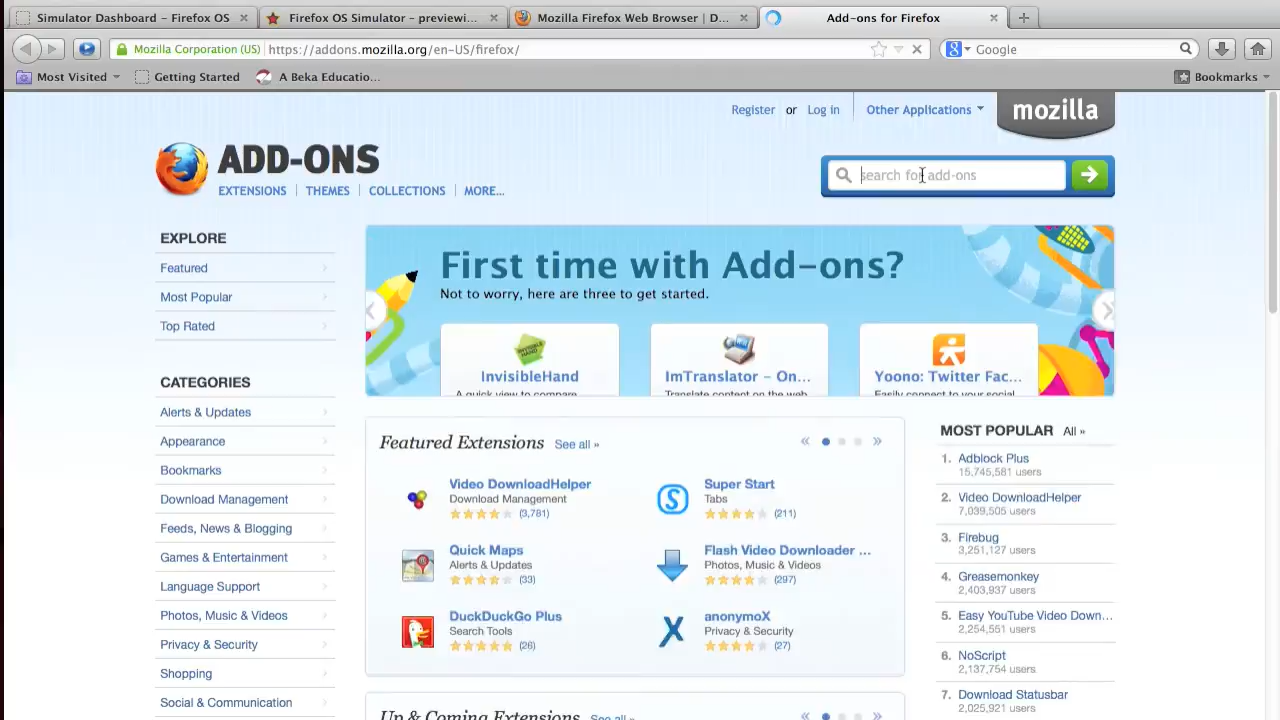 Simulator Dashboard – Firefox OS
Firefox OS Simulator – previewi...
Mozilla Firefox Web Browser | D...
Add-ons for Firefox
Mozilla Corporation (US)
https://addons.mozilla.org/en-US/firefox/
Google
Most Visited
Getting Started
A Beka Educatio...
Bookmarks
Register or Log in
Other Applications
mozilla
ADD-ONS
EXTENSIONS
THEMES
COLLECTIONS
MORE...
search for add-ons
EXPLORE
Featured
Most Popular
Top Rated
CATEGORIES
Alerts & Updates
Appearance
Bookmarks
Download Management
Feeds, News & Blogging
Games & Entertainment
Language Support
Photos, Music & Videos
Privacy & Security
Shopping
Social & Communication
First time with Add-ons?
Not to worry, here are three to get started.
INVISIBLE HAND
InvisibleHand
A quick view to compare
ImTranslator – On...
Translate content on the web
Yoono: Twitter Fac...
Easily connect to your social
Featured Extensions See all »
Video DownloadHelper
Download Management
(3,781)
Super Start
Tabs
(211)
Quick Maps
Alerts & Updates
(33)
Flash Video Downloader ...
Photos, Music & Videos
(297)
DuckDuckGo Plus
Search Tools
(26)
anonymoX
Privacy & Security
(27)
Up & Coming Extensions See all »
MOST POPULAR All »
1. Adblock Plus
15,745,581 users
2. Video DownloadHelper
7,039,505 users
3. Firebug
3,251,127 users
4. Greasemonkey
2,403,937 users
5. Easy YouTube Video Down...
2,254,551 users
6. NoScript
2,137,754 users
7. Download Statusbar
2,025,921 users